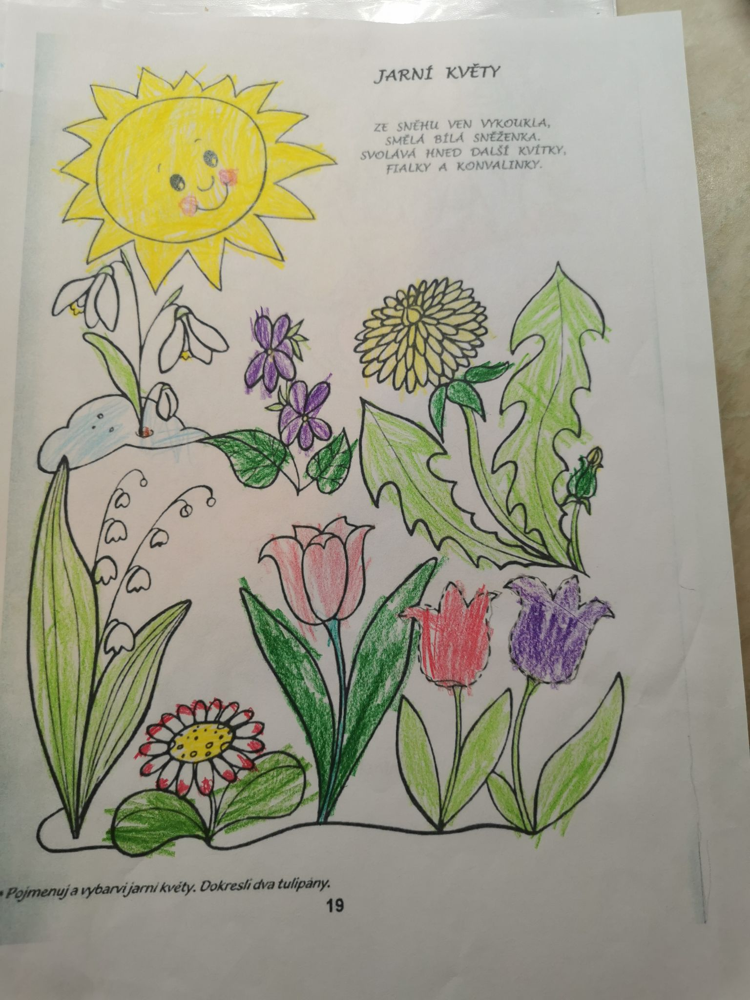 JARNÍ KVĚTY
ZE SNĚHU VEN VYKOUKLA,
SMĚLÁ BÍLÁ SNĚŽENKA.
SVOLÁVÁ HNED DALŠÍ KVÍTKY,
FIALKY A KONVALINKY.
• Pojmenuj a vybarvi jarní květy. Dokresli dva tulipány.
19